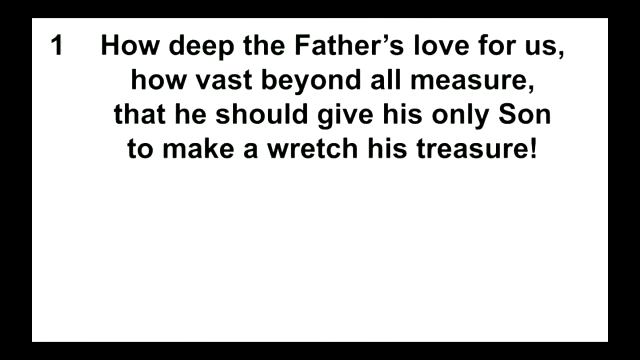 1 How deep the Father’s love for us,
how vast beyond all measure,
that he should give his only Son
to make a wretch his treasure!